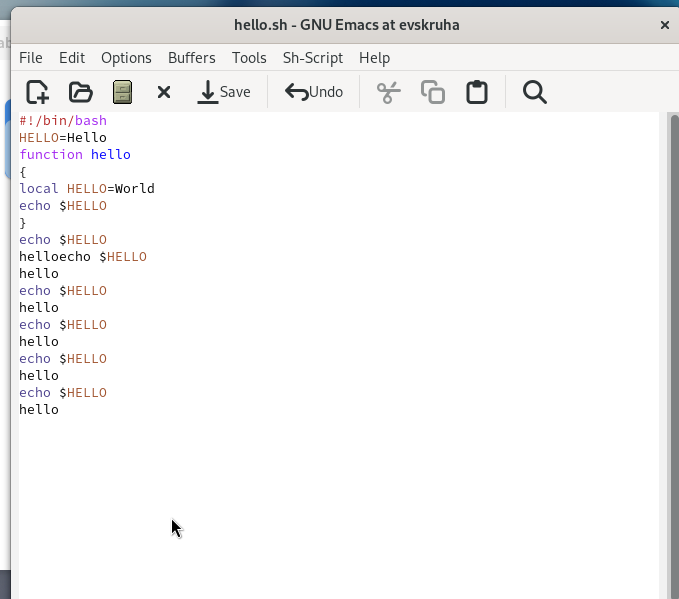 hello.sh - GNU Emacs at evskruha
File Edit Options Buffers Tools Sh-Script Help
Save Undo
#!/bin/bash
HELLO=Hello
function hello
{
local HELLO=World
echo $HELLO
}
echo $HELLO
helloecho $HELLO
hello
echo $HELLO
hello
echo $HELLO
hello
echo $HELLO
hello
echo $HELLO
hello